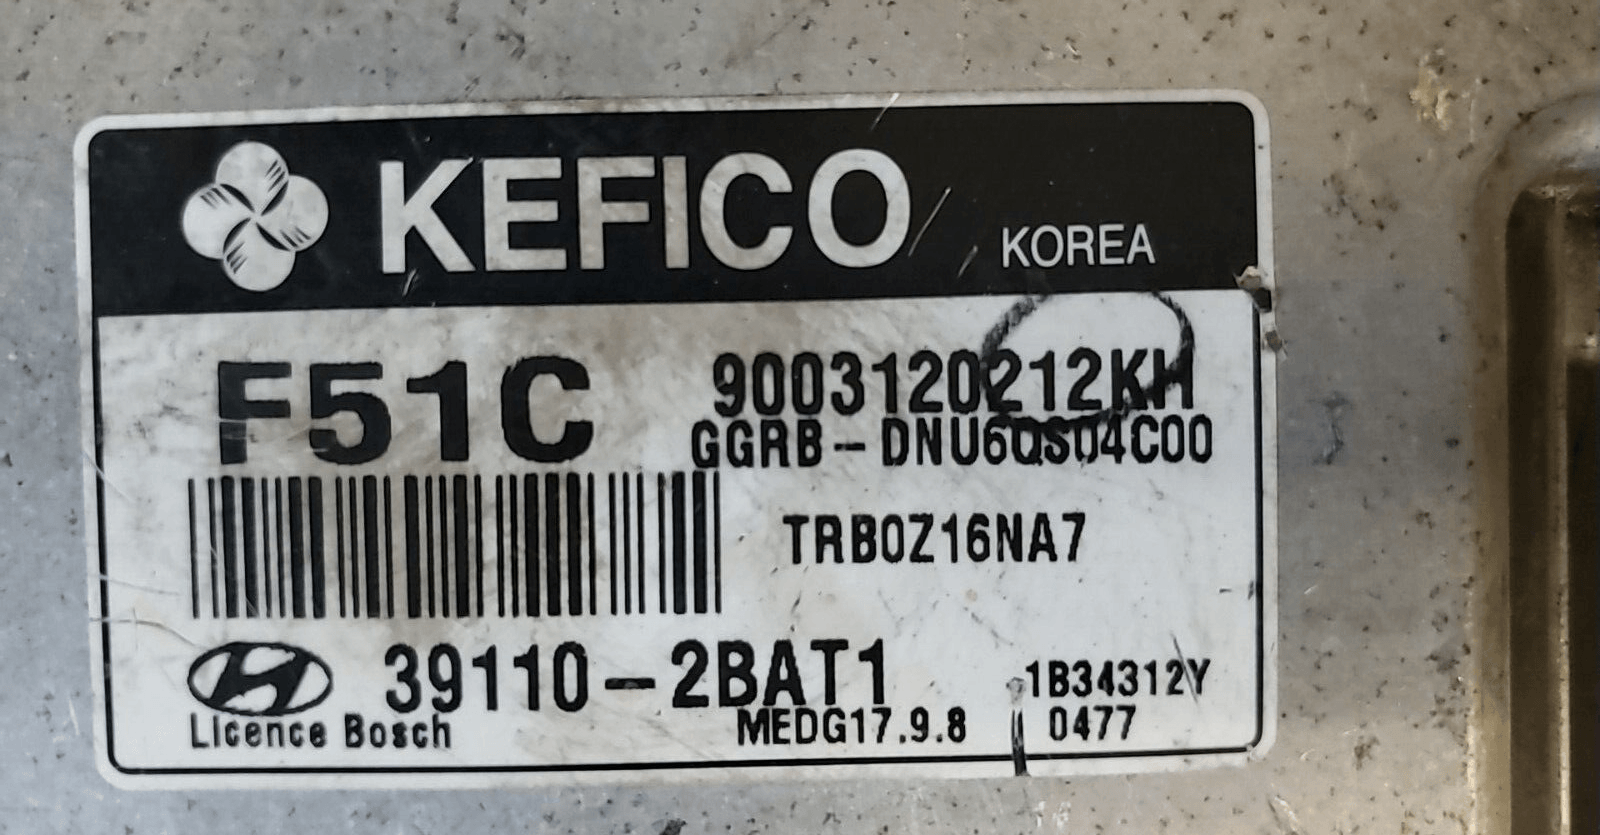 KEFICO KOREA
F51C 9003120212KH
GGRB-DNU6QS04C00
TRB0Z16NA7
39110-2BAT1 1B34312Y
Licence Bosch MEDG17.9.8 0477